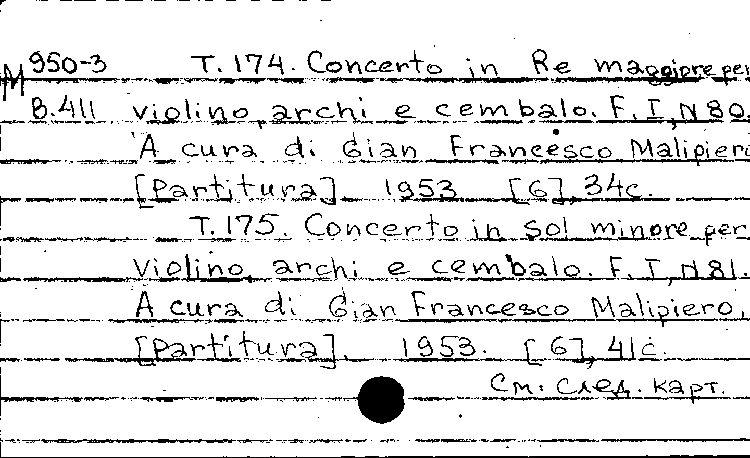 M 950-3 T. 174. Concerto in Re maggiore per
B.411 violino, archi e cembalo. F. I, N 80.
A cura di Gian Francesco Malipiero
[Partitura]. 1953 [6], 34c.
T. 175. Concerto in sol minore per
violino, archi e cembalo. F. I, N 81.
A cura di Gian Francesco Malipiero,
[Partitura]. 1953. [6], 41c.
См. след. карт.